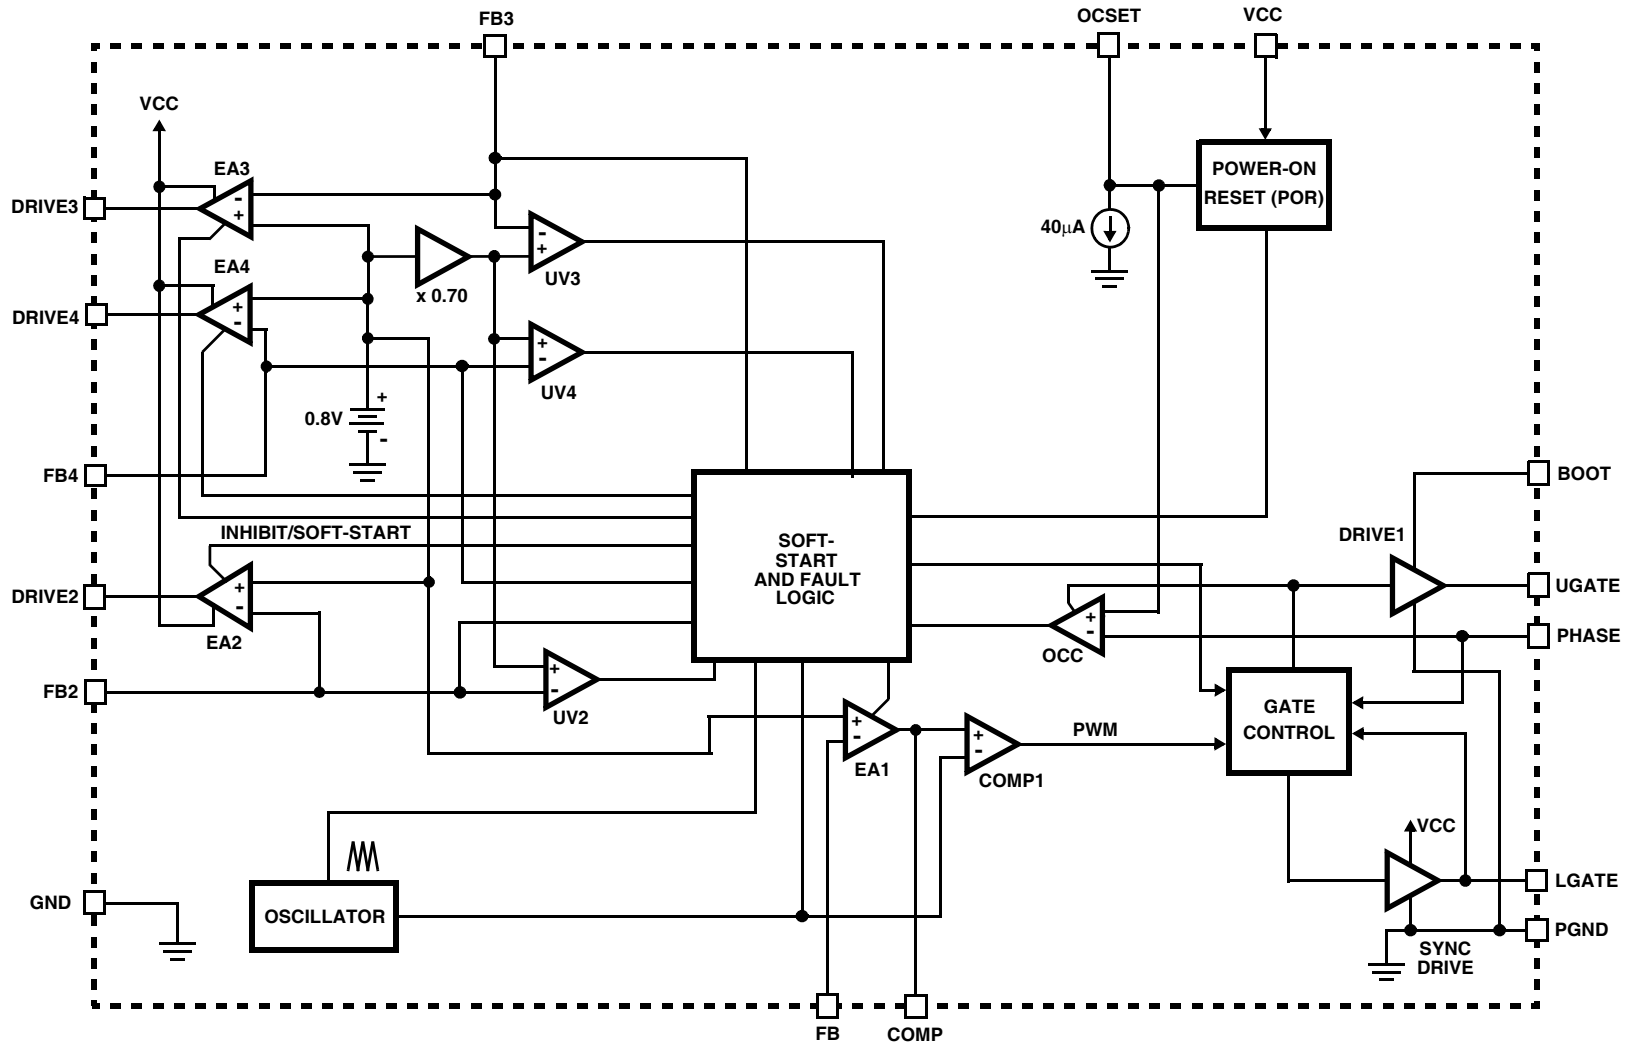 FB3
OCSET
VCC
VCC
EA3
-
+
DRIVE3
POWER-ON
RESET (POR)
40μA
-
+
UV3
x 0.70
EA4
+
-
DRIVE4
+
-
UV4
0.8V
+
-
FB4
BOOT
INHIBIT/SOFT-START
SOFT-
START
AND FAULT
LOGIC
DRIVE1
DRIVE2
+
-
EA2
UGATE
+
-
OCC
PHASE
FB2
+
-
UV2
+
-
EA1
+
-
COMP1
PWM
GATE
CONTROL
VCC
OSCILLATOR
LGATE
GND
PGND
SYNC
DRIVE
FB
COMP